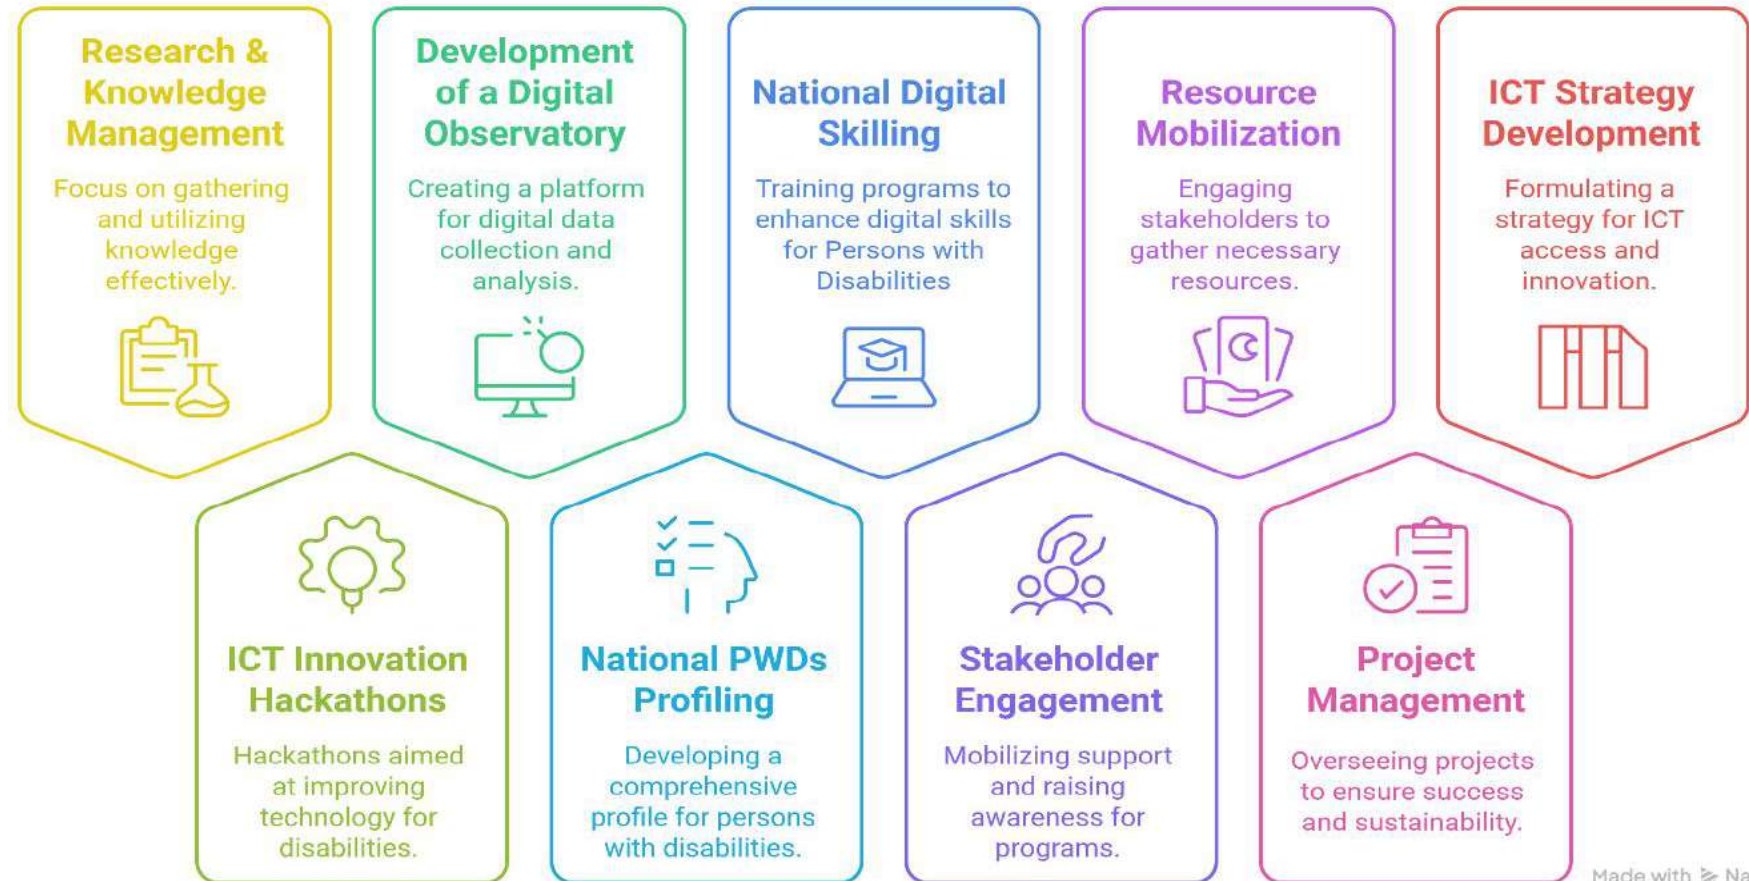 Research &
Knowledge
Management
Focus on gathering
and utilizing
knowledge
effectively.
Development
of a Digital
Observatory
Creating a platform
for digital data
collection and
analysis.
National Digital
Skilling
Training programs to
enhance digital skills
for Persons with
Disabilities
Resource
Mobilization
Engaging
stakeholders to
gather necessary
resources.
ICT Strategy
Development
Formulating a
strategy for ICT
access and
innovation.
ICT Innovation
Hackathons
Hackathons aimed
at improving
technology for
disabilities.
National PWDs
Profiling
Developing a
comprehensive
profile for persons
with disabilities.
Stakeholder
Engagement
Mobilizing support
and raising
awareness for
programs.
Project
Management
Overseeing projects
to ensure success
and sustainability.
Made with Na